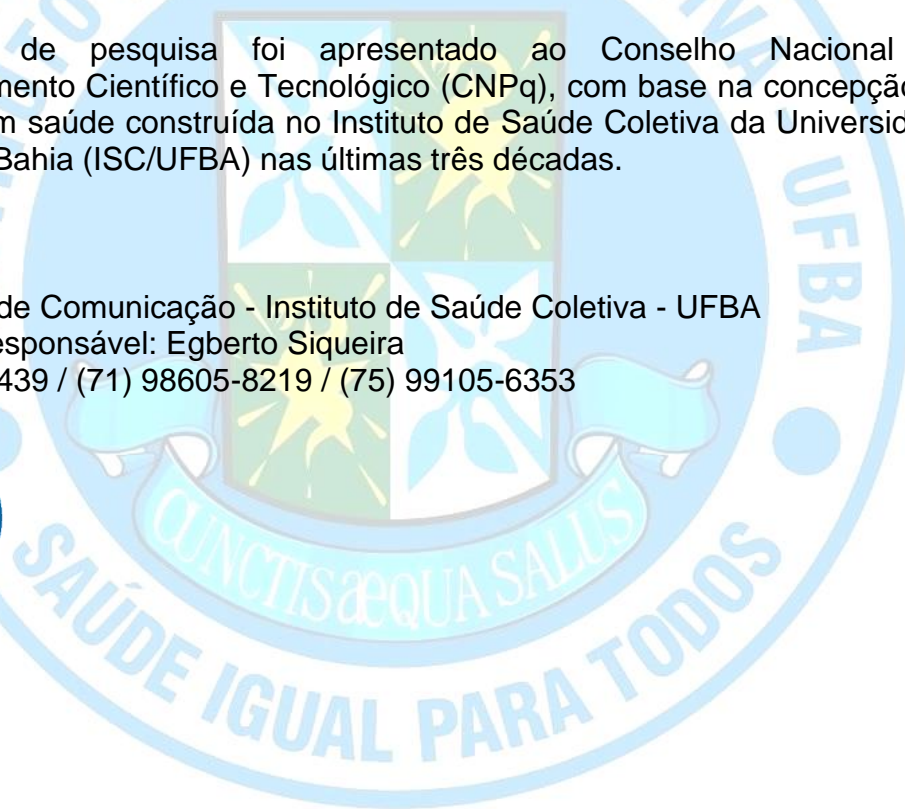 de pesquisa foi apresentado ao Conselho Nacional
mento Científico e Tecnológico (CNPq), com base na concepção
m saúde construída no Instituto de Saúde Coletiva da Universid
Bahia (ISC/UFBA) nas últimas três décadas.
de Comunicação - Instituto de Saúde Coletiva - UFBA
esponsável: Egberto Siqueira
439 / (71) 98605-8219 / (75) 99105-6353
UFBA
CUNCTIS æQUA SALUS
SAÚDE IGUAL PARA TODOS